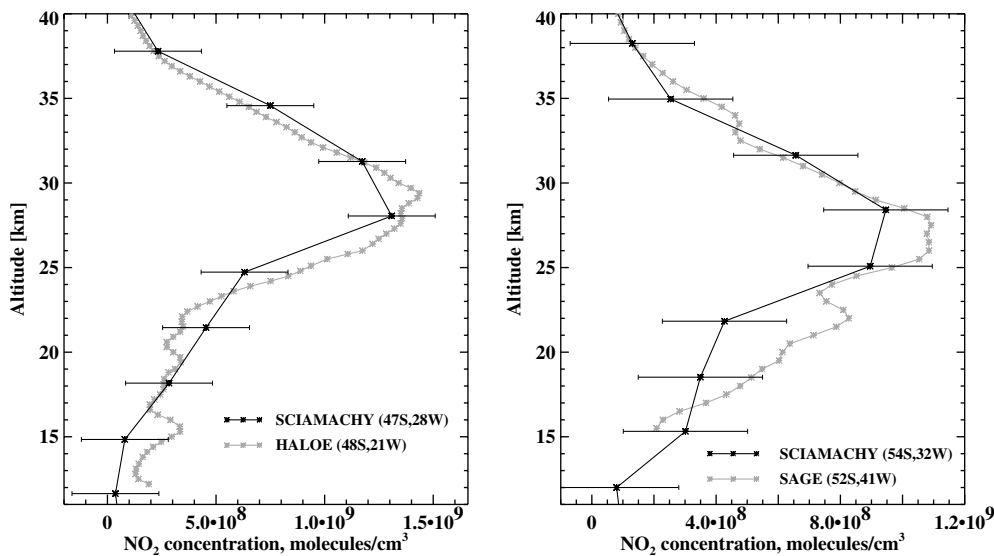 40
35
30
25
20
15
Altitude [km]
SCIAMACHY (47S,28W)
HALOE (48S,21W)
0 5.0•10⁸ 1.0•10⁹ 1.5•10⁹
NO₂ concentration, molecules/cm³
40
35
30
25
20
15
Altitude [km]
SCIAMACHY (54S,32W)
SAGE (52S,41W)
0 4.0•10⁸ 8.0•10⁸ 1.2•10⁹
NO₂ concentration, molecules/cm³